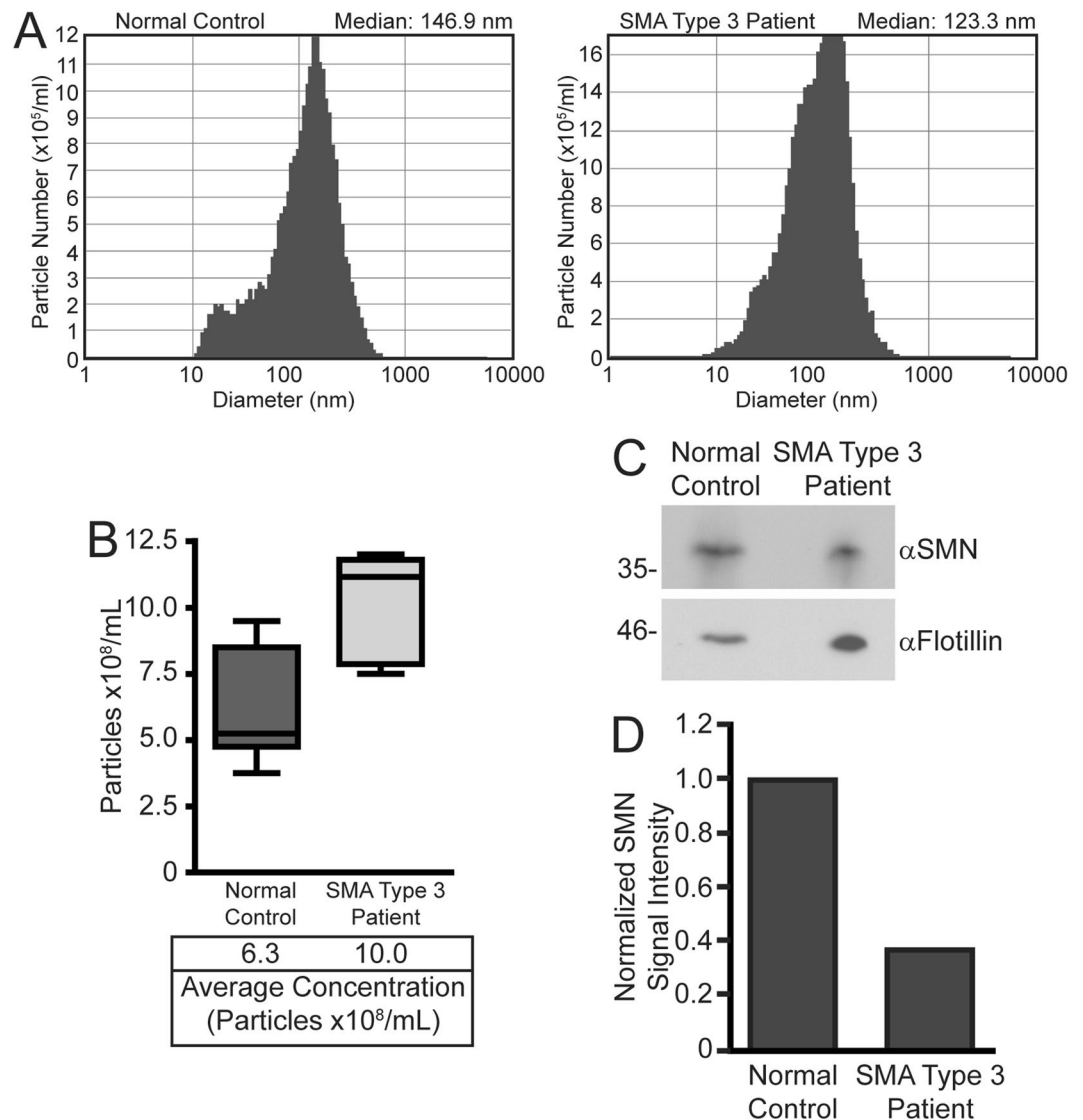 A
Normal Control Median: 146.9 nm
Particle Number (x10⁵/ml)
12
11
10
9
8
7
6
5
4
3
2
1
0
1 10 100 1000 10000
Diameter (nm)
SMA Type 3 Patient Median: 123.3 nm
Particle Number (x10⁵/ml)
16
14
12
10
8
6
4
2
0
1 10 100 1000 10000
Diameter (nm)
B
Particles x10⁸/mL
12.5
10.0
7.5
5.0
2.5
0
Normal
Control
SMA Type 3
Patient
6.3 10.0
Average Concentration
(Particles x10⁸/mL)
C
Normal
Control
SMA Type 3
Patient
35-
αSMN
46-
αFlotillin
D
Normalized SMN
Signal Intensity
1.2
1.0
0.8
0.6
0.4
0.2
0
Normal
Control
SMA Type 3
Patient